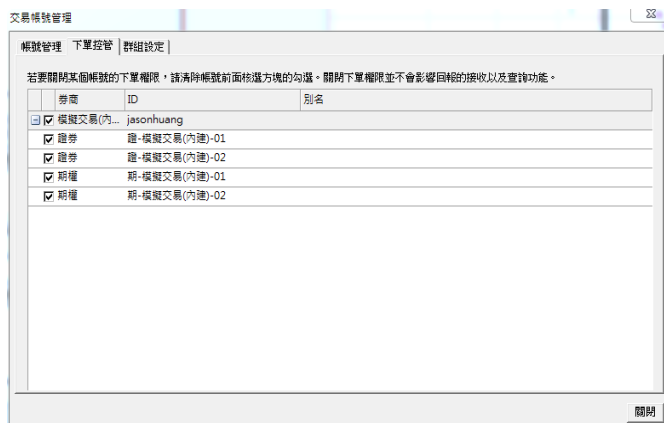 交易帳號管理
帳號管理 下單控管 群組設定
若要關閉某個帳號的下單權限，請清除帳號前面核選方塊的勾選。關閉下單權限並不會影響回報的接收以及查詢功能。
券商 ID 別名
模擬交易(內... jasonhuang
證券 證-模擬交易(內建)-01
證券 證-模擬交易(內建)-02
期權 期-模擬交易(內建)-01
期權 期-模擬交易(內建)-02
關閉